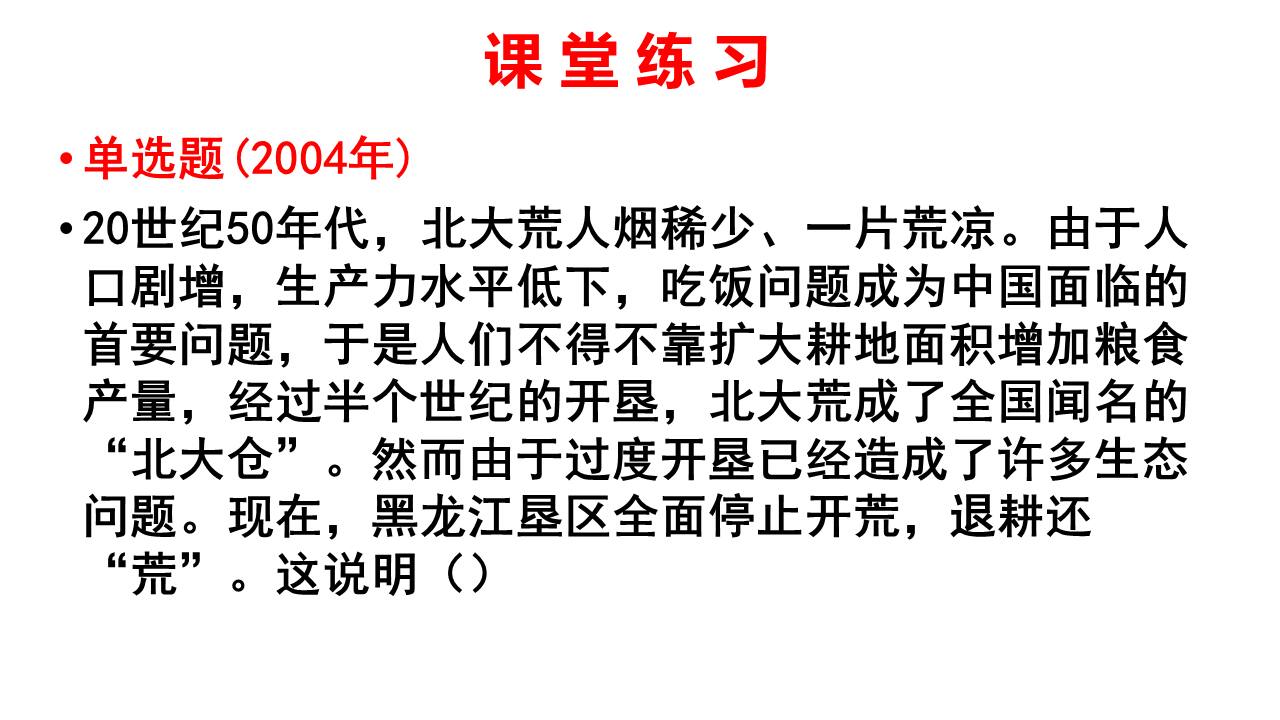 课堂练习
•单选题(2004年)
•20世纪50年代，北大荒人烟稀少、一片荒凉。由于人
口剧增，生产力水平低下，吃饭问题成为中国面临的
首要问题，于是人们不得不靠扩大耕地面积增加粮食
产量，经过半个世纪的开垦，北大荒成了全国闻名的
“北大仓”。然而由于过度开垦已经造成了许多生态
问题。现在，黑龙江垦区全面停止开荒，退耕还
“荒”。这说明（）